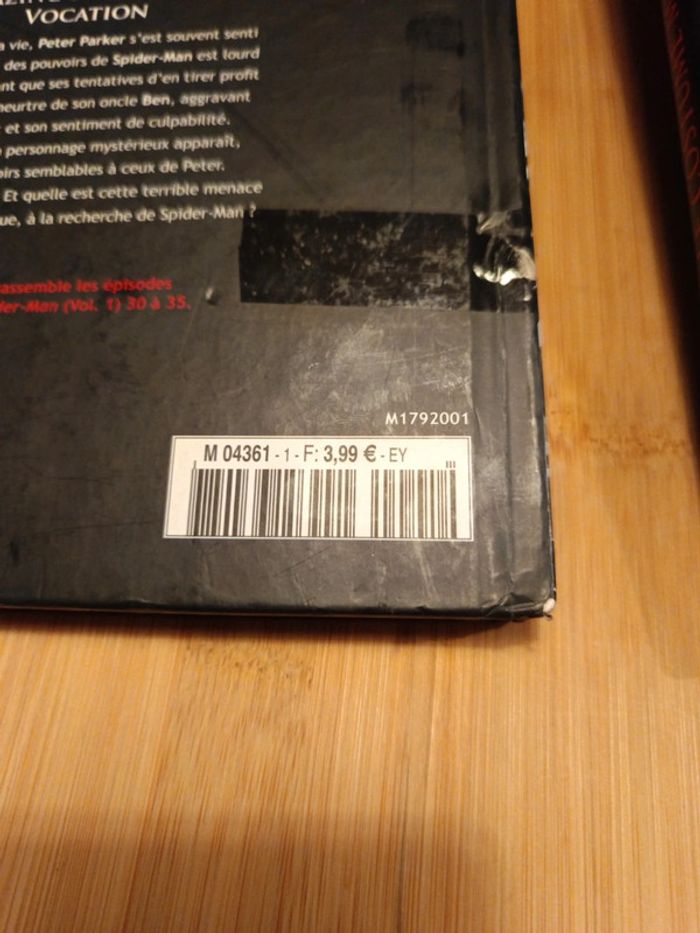 VOCATION
vie, Peter Parker s'est souvent senti
des pouvoirs de Spider-Man est lourd
ant que ses tentatives d'en tirer profit
meurtre de son oncle Ben, aggravant
et son sentiment de culpabilité.
personnage mystérieux apparaît,
oirs semblables à ceux de Peter.
Et quelle est cette terrible menace
ue, à la recherche de Spider-Man ?
assemble les épisodes
der-Man (Vol. 1) 30 à 35.
M1792001
M 04361 - 1 - F: 3,99 € - EY